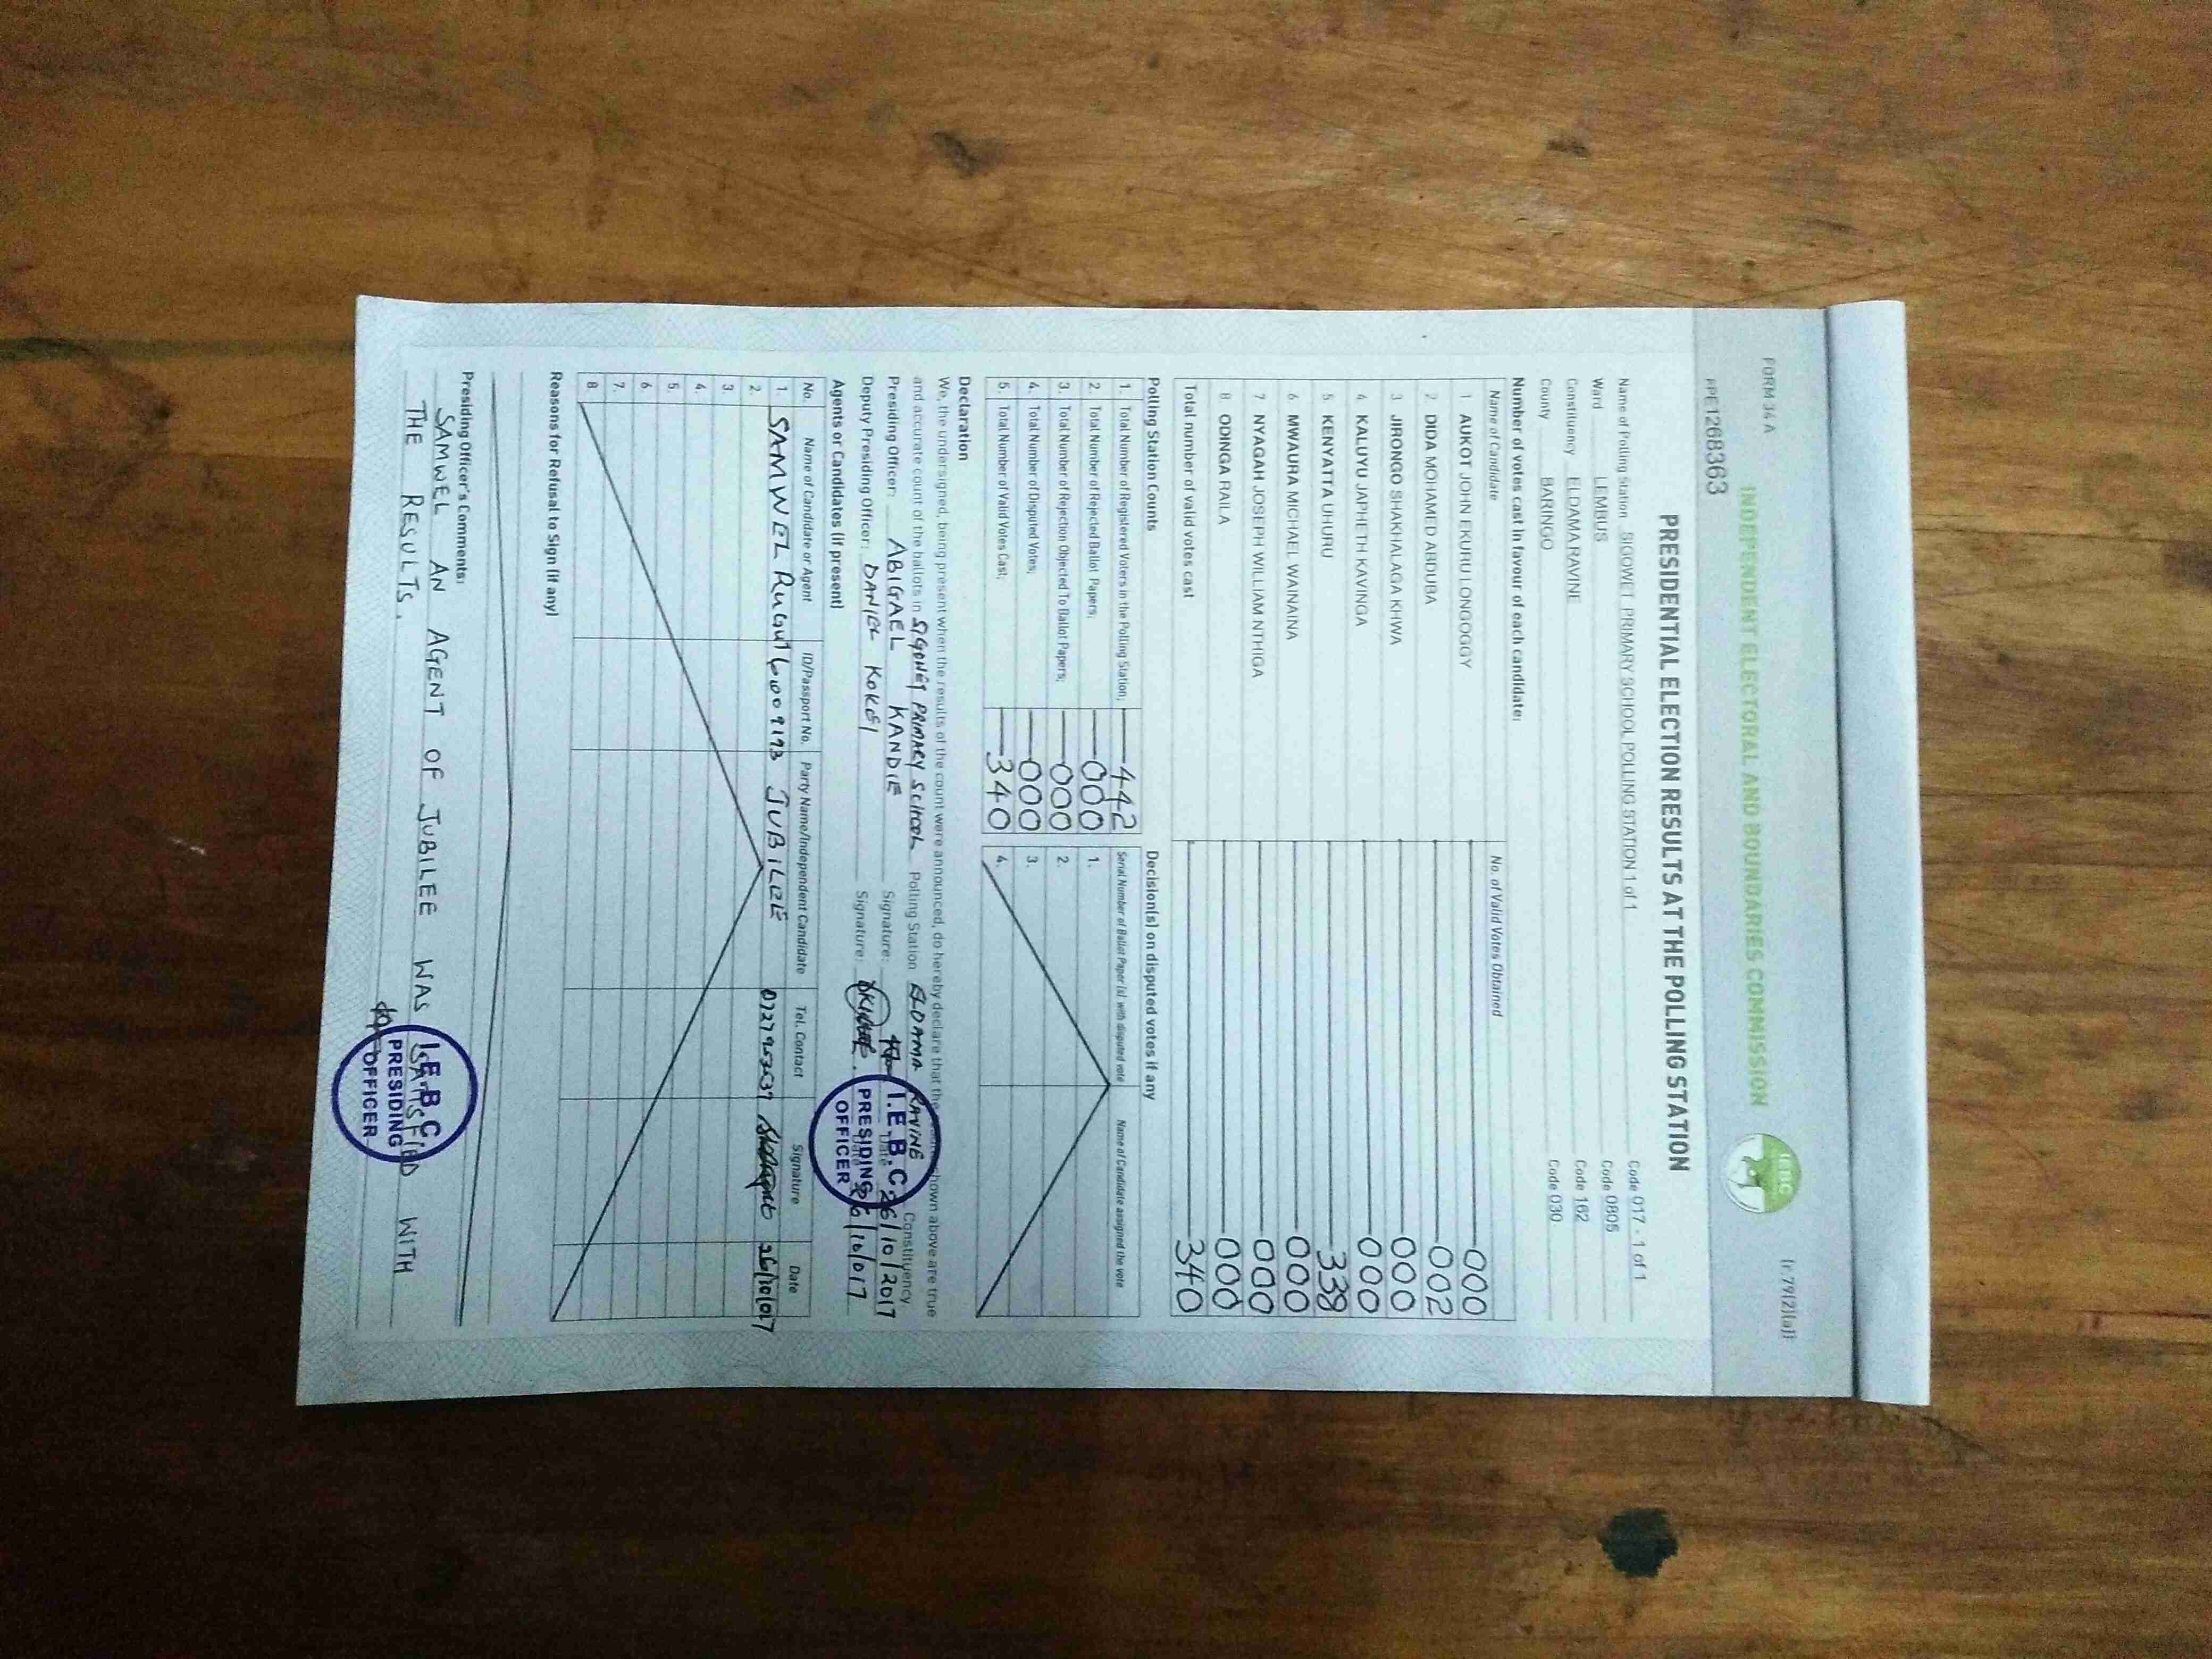 FORM 34 A
(r.79(2)(a))
INDEPENDENT ELECTORAL AND BOUNDARIES COMMISSION
IEBC
PPE1268363
PRESIDENTIAL ELECTION RESULTS AT THE POLLING STATION
Name of Polling Station SIGOWET PRIMARY SCHOOL POLLING STATION 1 of 1 Code 017 - 1 of 1
Ward LEMBUS Code 0805
Constituency ELDAMA RAVINE Code 162
County BARINGO Code 030
Number of votes cast in favour of each candidate:
Name of Candidate No. of Valid Votes Obtained
1 AUKOT JOHN EKURU LONGOGGY 000
2 DIDA MOHAMED ABDUBA 002
3 JIRONGO SHAKHALAGA KHWA 000
4 KALUYU JAPHETH KAVINGA 000
5 KENYATTA UHURU 338
6 MWAURA MICHAEL WAINAINA 000
7 NYAGAH JOSEPH WILLIAM NTHIGA 000
8 ODINGA RAILA 000
Total number of valid votes cast 340
Polling Station Counts
1. Total Number of Registered Voters in the Polling Station; 442
2. Total Number of Rejected Ballot Papers; 000
3. Total Number of Rejection Objected To Ballot Papers; 000
4. Total Number of Disputed Votes; 000
5. Total Number of Valid Votes Cast; 340
Decision(s) on disputed votes if any
Serial Number of Ballot Paper(s) with disputed vote Name of Candidate assigned the vote
1.
2.
3.
4.
Declaration
We, the undersigned, being present when the results of the count were announced, do hereby declare that the shown above are true
and accurate count of the ballots in SIGOWET PRIMARY SCHOOL Polling Station ELDAMA RAVINE Constituency
Presiding Officer: ABIGAEL KANDIE Signature: Date: 26/10/2017
Deputy Presiding Officer: DANIEL KOKEI Signature: 26/10/017
I.E.B.C
PRESIDING
OFFICER
Agents or Candidates (if present)
No. Name of Candidate or Agent ID/Passport No. Party Name/Independent Candidate Tel. Contact Signature Date
1. SAMWEL JUBILEE 26/10/017
2.
3.
4.
5.
6
7.
8.
Reasons for Refusal to Sign (if any)
Presiding Officer's Comments:
SAMWEL AN AGENT OF JUBILEE WAS SATISFIED WITH
THE RESULTS.
I.E.B.C
PRESIDING
OFFICER